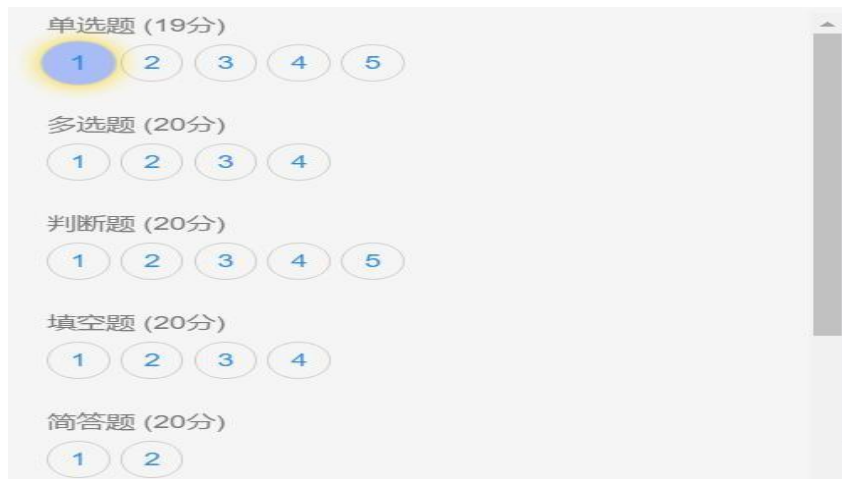 单选题 (19分)
1 2 3 4 5
多选题 (20分)
1 2 3 4
判断题 (20分)
1 2 3 4 5
填空题 (20分)
1 2 3 4
简答题 (20分)
1 2